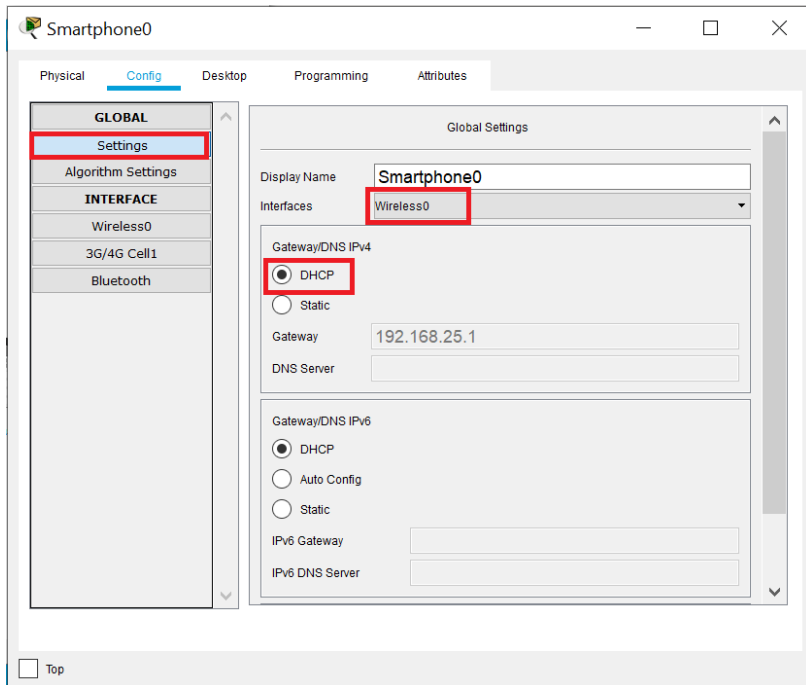 Smartphone0
Physical Config Desktop Programming Attributes
GLOBAL
Settings
Algorithm Settings
INTERFACE
Wireless0
3G/4G Cell1
Bluetooth
Global Settings
Display Name Smartphone0
Interfaces Wireless0
Gateway/DNS IPv4
DHCP
Static
Gateway 192.168.25.1
DNS Server
Gateway/DNS IPv6
DHCP
Auto Config
Static
IPv6 Gateway
IPv6 DNS Server
Top